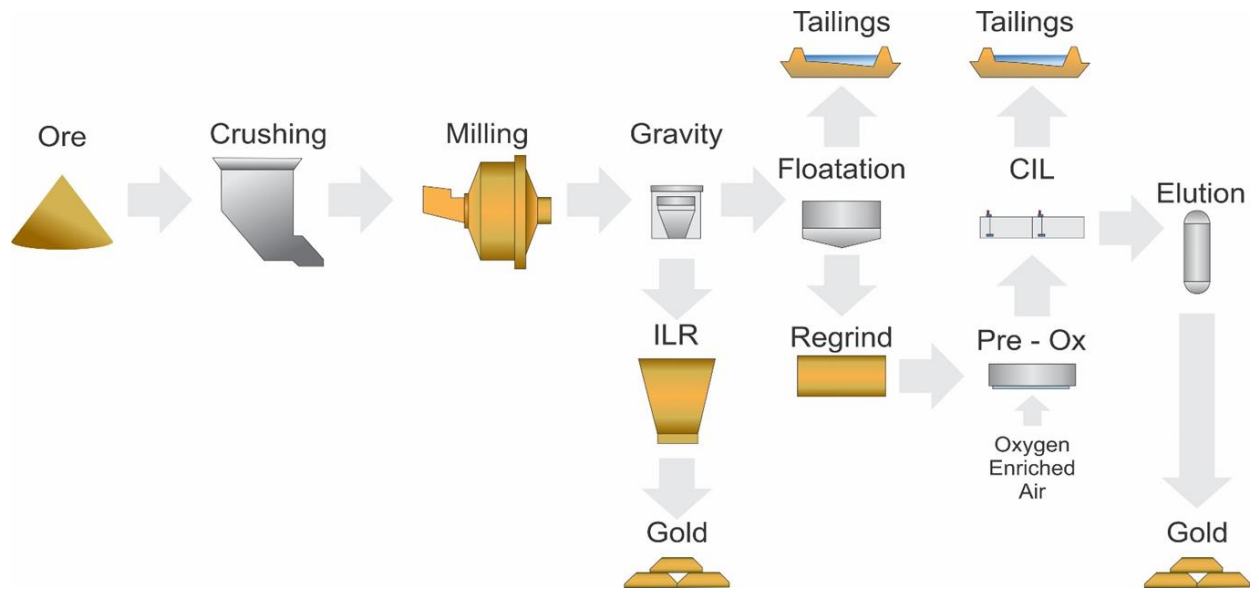 Tailings
Tailings
Ore
Crushing
Milling
Gravity
Floatation
CIL
Elution
ILR
Regrind
Pre - Ox
Oxygen
Enriched
Air
Gold
Gold